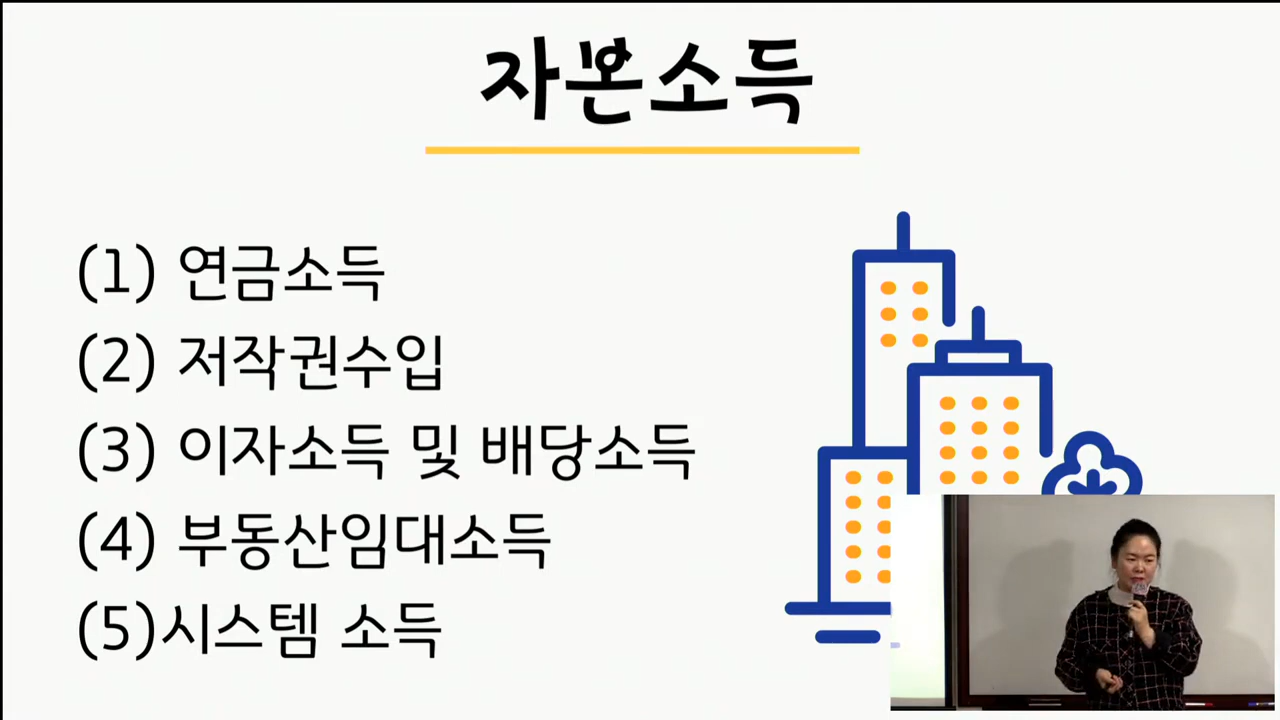 자본소득
(1) 연금소득
(2) 저작권수입
(3) 이자소득 및 배당소득
(4) 부동산임대소득
(5)시스템 소득